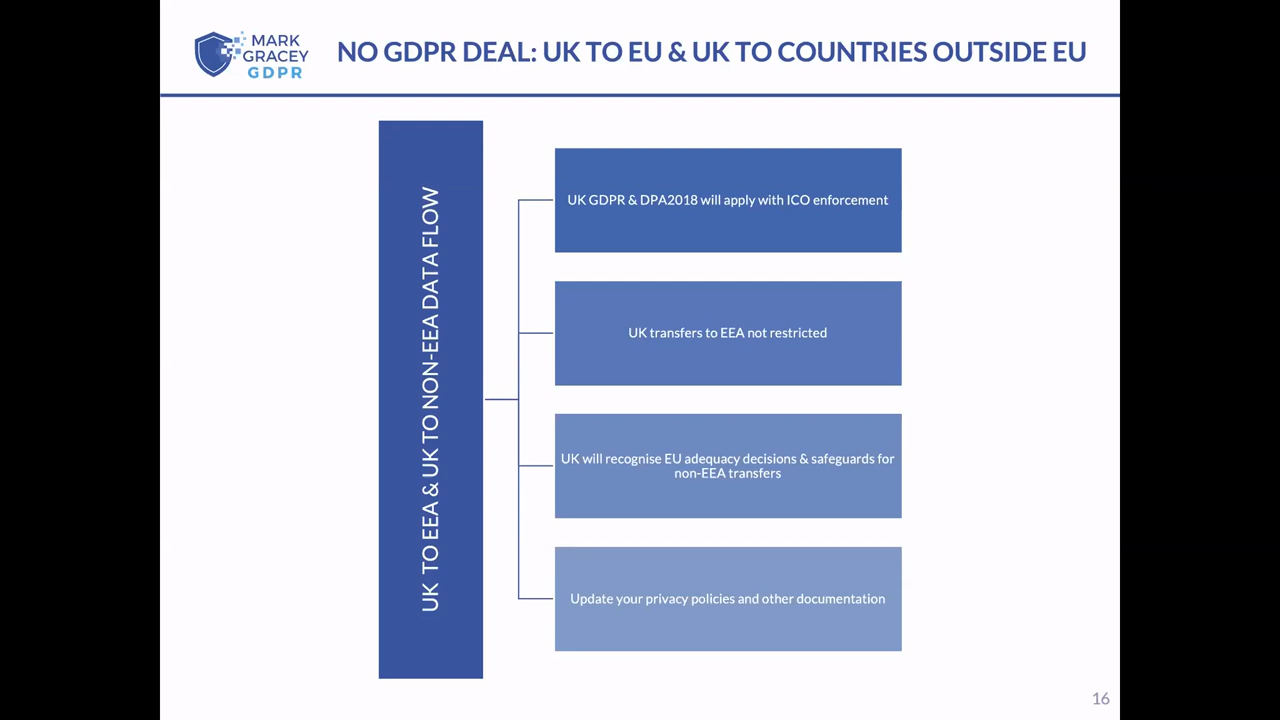 MARK
GRACEY
GDPR
NO GDPR DEAL: UK TO EU & UK TO COUNTRIES OUTSIDE EU
UK TO EEA & UK TO NON-EEA DATA FLOW
UK GDPR & DPA2018 will apply with ICO enforcement
UK transfers to EEA not restricted
UK will recognise EU adequacy decisions & safeguards for
non-EEA transfers
Update your privacy policies and other documentation
16